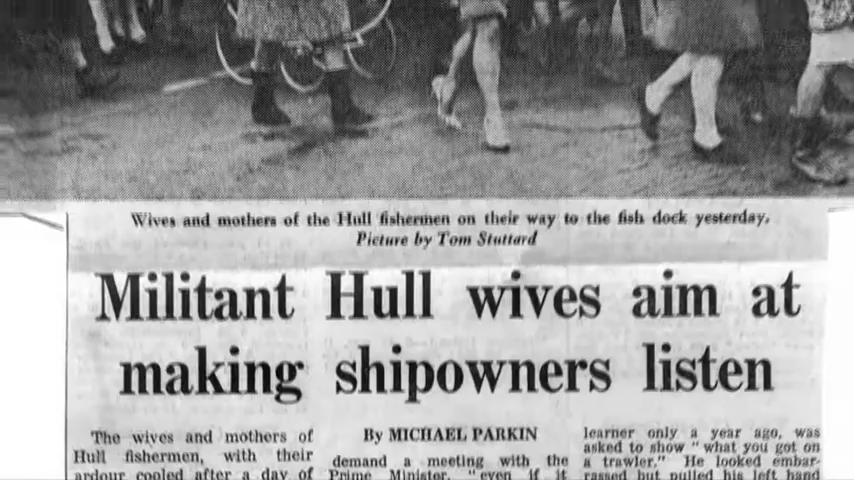 Wives and mothers of the Hull fishermen on their way to the fish dock yesterday.
Picture by Tom Stuttard
Militant Hull wives aim at
making shipowners listen
The wives and mothers of
Hull fishermen, with their
ardour cooled after a day of
By MICHAEL PARKIN
demand a meeting with the
Prime Minister, "even if it
learner only a year ago, was
asked to show "what you got on
a trawler." He looked embar-
rassed but pulled his left hand